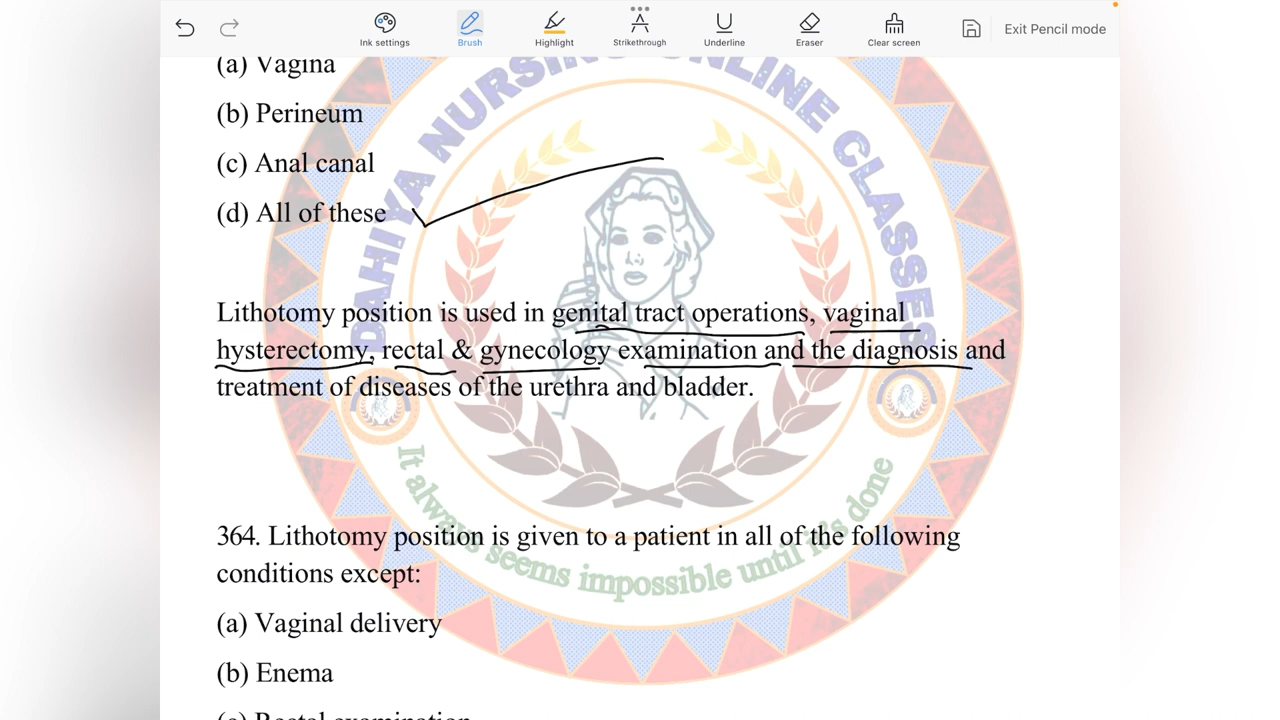 Ink settings
Brush
Highlight
Strikethrough
Underline
Eraser
Clear screen
Exit Pencil mode
DAHIYA NURSING ONLINE CLASSES
(a) Vagina
(b) Perineum
(c) Anal canal
(d) All of these
Lithotomy position is used in genital tract operations, vaginal
hysterectomy, rectal & gynecology examination and the diagnosis and
treatment of diseases of the urethra and bladder.
It always seems impossible until it's done
364. Lithotomy position is given to a patient in all of the following
conditions except:
(a) Vaginal delivery
(b) Enema
(c) Rectal examination